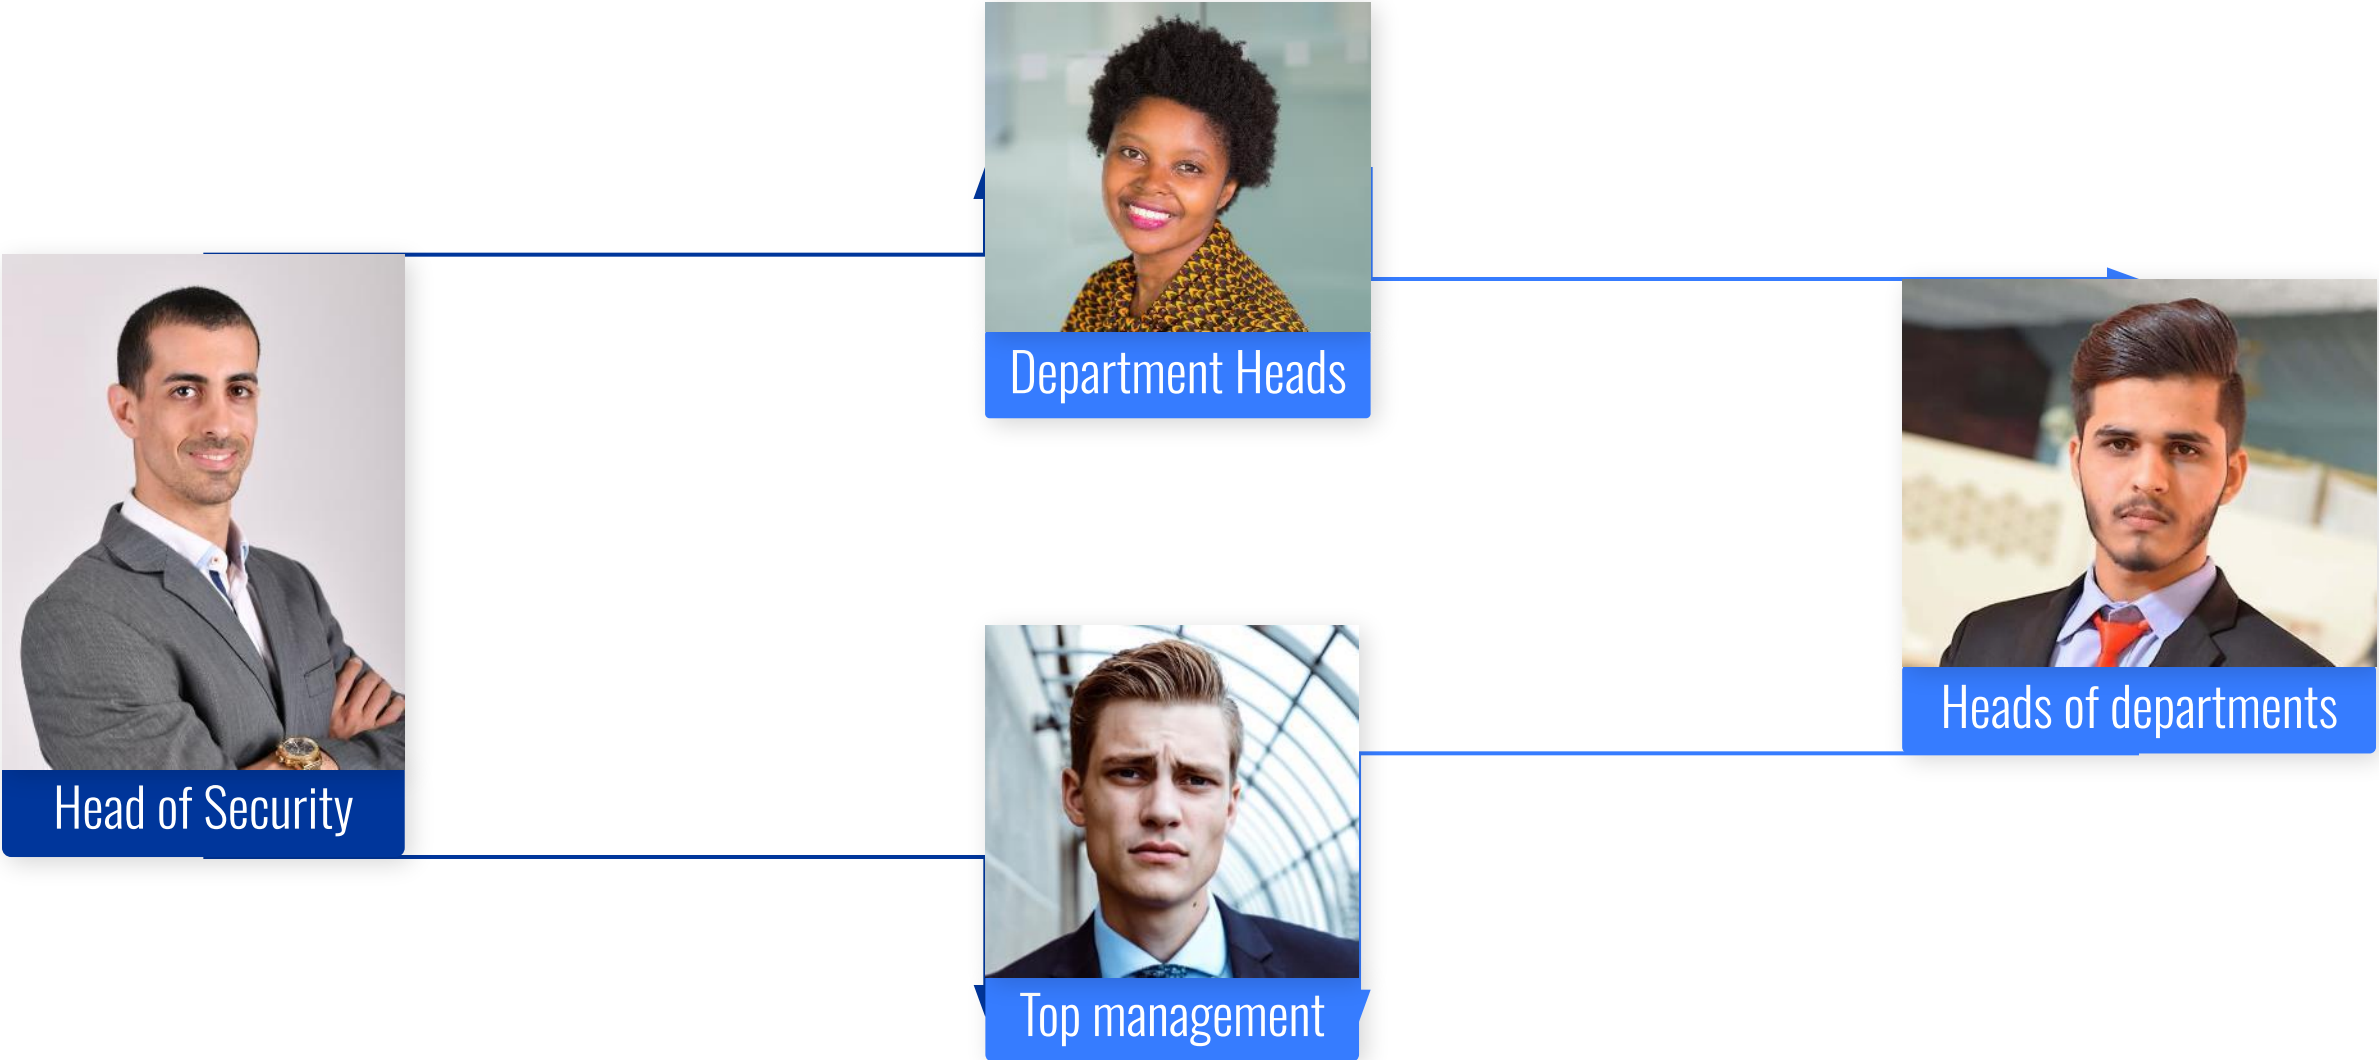 Department Heads
Head of Security
Heads of departments
Top management